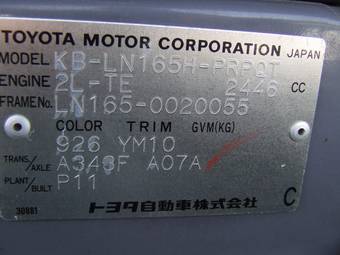 TOYOTA MOTOR CORPORATION JAPAN
MODEL KB-LN165H-PRPQT
ENGINE 2L-TE 2446 CC
FRAME No. LN165-0020055
COLOR TRIM GVM(KG)
926 YM10
TRANS./AXLE A343F A07A
PLANT/BUILT P11
30881 C
トヨタ自動車株式会社